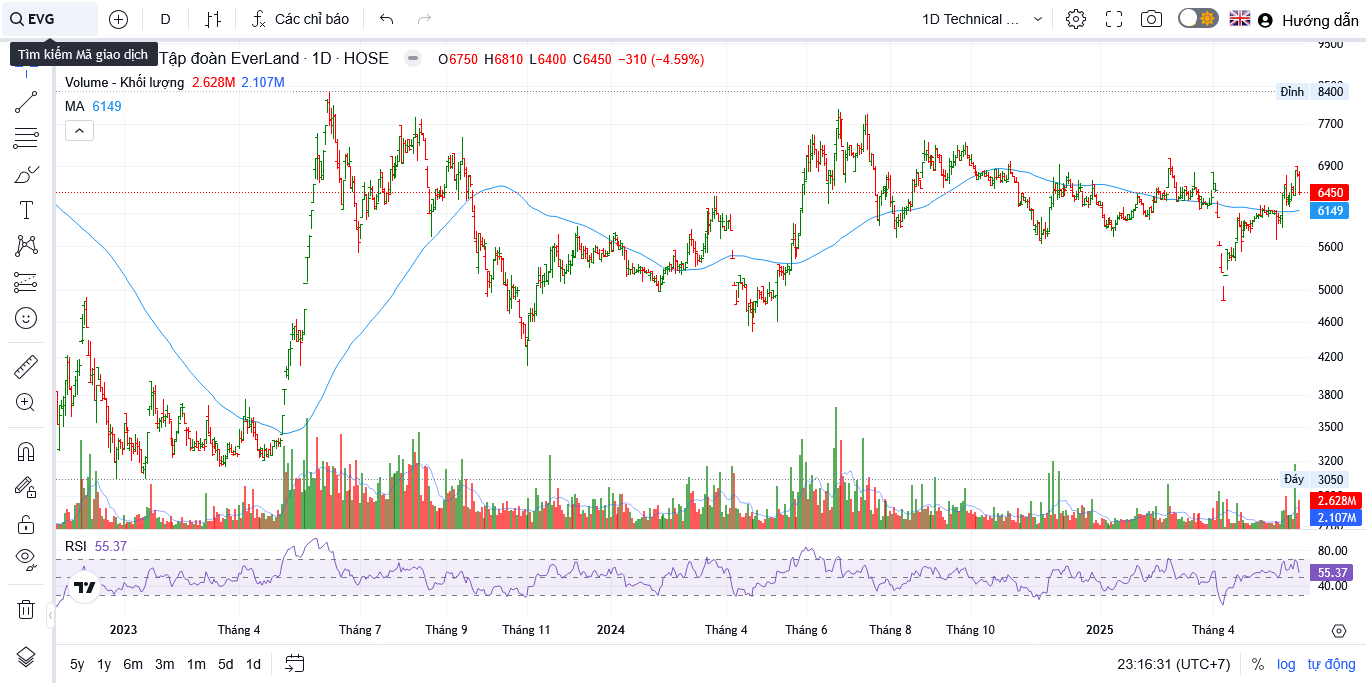 EVG
D
Các chỉ báo
1D Technical ...
Hướng dẫn
Tìm kiếm Mã giao dịch
Tập đoàn EverLand · 1D · HOSE
O6750 H6810 L6400 C6450 −310 (−4.59%)
Volume - Khối lượng 2.628M 2.107M
MA 6149
9500
Đỉnh 8400
7700
6900
6450
6149
5600
5000
4600
4200
3800
3500
3200
Đáy 3050
2.628M
2.107M
RSI 55.37
80.00
55.37
40.00
2023 Tháng 4 Tháng 7 Tháng 9 Tháng 11 2024 Tháng 4 Tháng 6 Tháng 8 Tháng 10 2025 Tháng 4
5y 1y 6m 3m 1m 5d 1d
23:16:31 (UTC+7) % log tự động